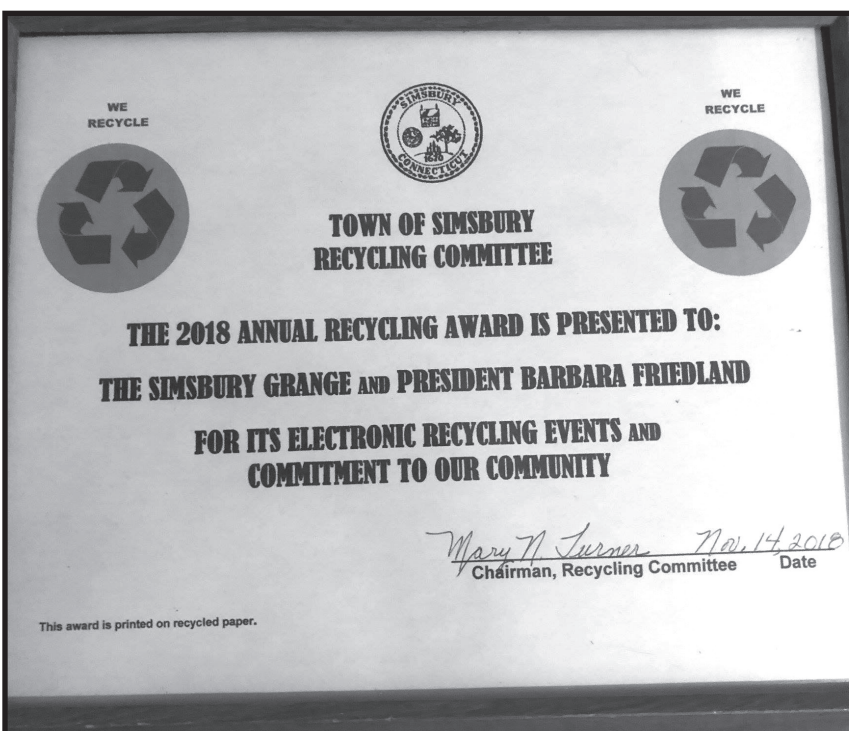 WE
RECYCLE
SIMSBURY
1670
CONNECTICUT
WE
RECYCLE
TOWN OF SIMSBURY
RECYCLING COMMITTEE
THE 2018 ANNUAL RECYCLING AWARD IS PRESENTED TO:
THE SIMSBURY GRANGE AND PRESIDENT BARBARA FRIEDLAND
FOR ITS ELECTRONIC RECYCLING EVENTS AND
COMMITMENT TO OUR COMMUNITY
Mary N. Turner Nov. 14, 2018
Chairman, Recycling Committee Date
This award is printed on recycled paper.